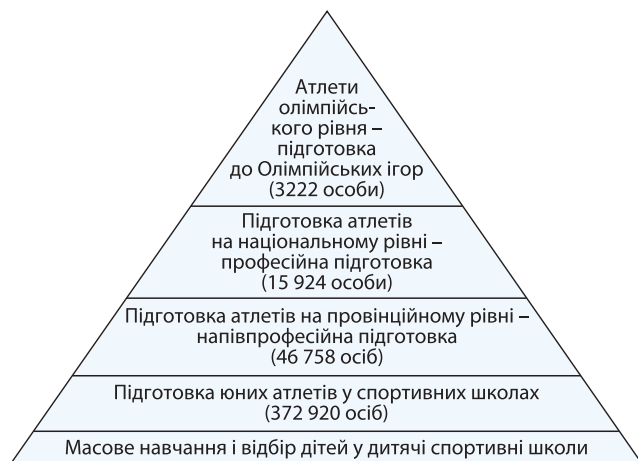 Атлети
олімпійсь-
кого рівня –
підготовка
до Олімпійських ігор
(3222 особи)
Підготовка атлетів
на національному рівні –
професійна підготовка
(15 924 особи)
Підготовка атлетів на провінційному рівні –
напівпрофесійна підготовка
(46 758 осіб)
Підготовка юних атлетів у спортивних школах
(372 920 осіб)
Масове навчання і відбір дітей у дитячі спортивні школи